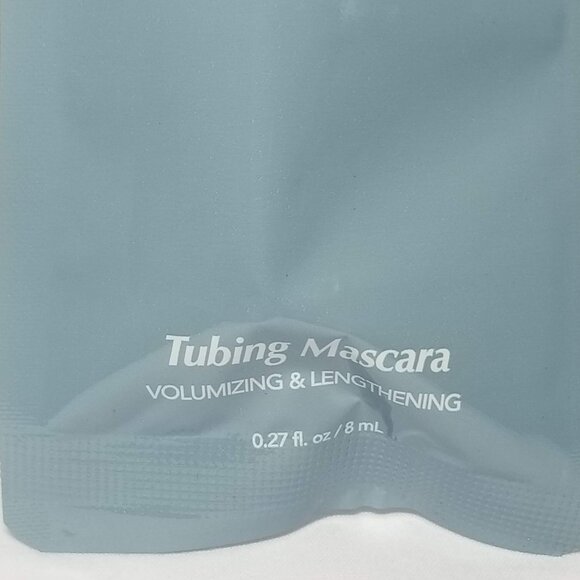 Tubing Mascara
VOLUMIZING & LENGTHENING
0.27 fl. oz / 8 mL